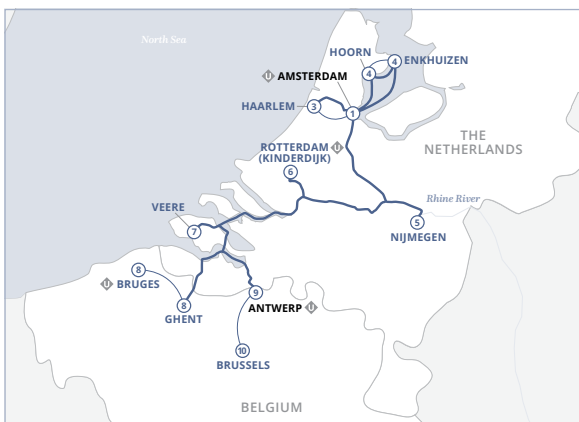 North Sea
HOORN
4
4
ENKHUIZEN
U AMSTERDAM
HAARLEM
3
1
THE
NETHERLANDS
ROTTERDAM U
(KINDERDIJK)
6
Rhine River
VEERE
7
5
NIJMEGEN
8
U BRUGES
9
8
GHENT
ANTWERP U
10
BRUSSELS
BELGIUM